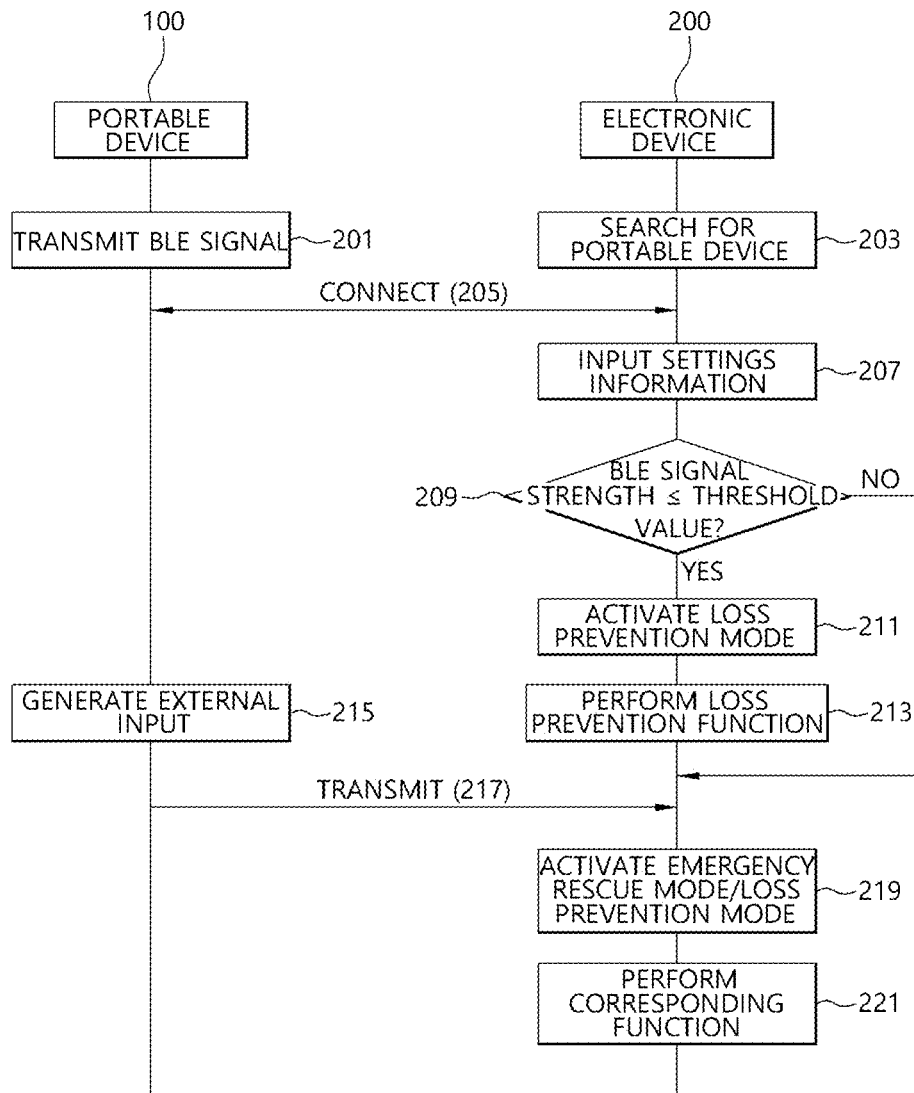 100
200
PORTABLE
DEVICE
ELECTRONIC
DEVICE
TRANSMIT BLE SIGNAL
201
SEARCH FOR
PORTABLE DEVICE
203
CONNECT (205)
INPUT SETTINGS
INFORMATION
207
BLE SIGNAL
STRENGTH ≤ THRESHOLD
VALUE?
209
NO
YES
ACTIVATE LOSS
PREVENTION MODE
211
GENERATE EXTERNAL
INPUT
215
PERFORM LOSS
PREVENTION FUNCTION
213
TRANSMIT (217)
ACTIVATE EMERGENCY
RESCUE MODE/LOSS
PREVENTION MODE
219
PERFORM
CORRESPONDING
FUNCTION
221